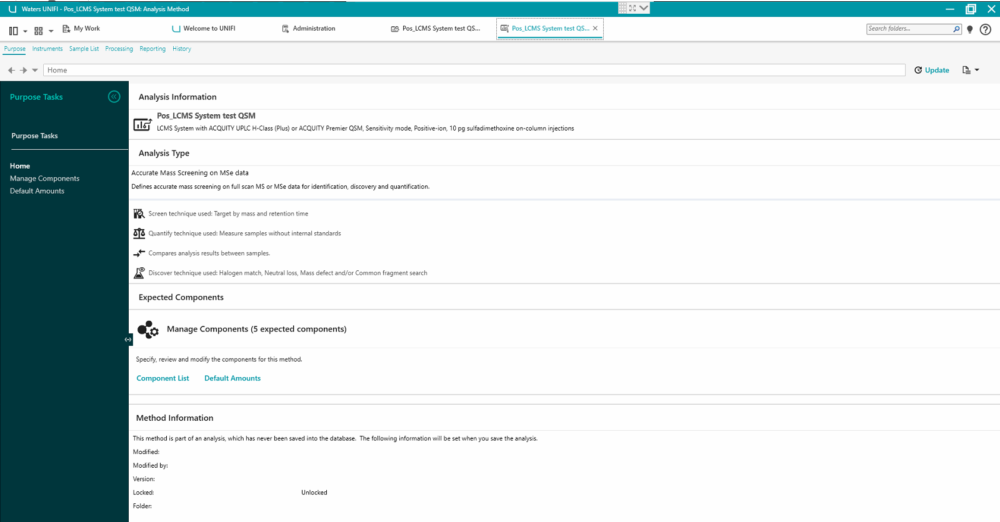 Waters UNIFI - Pos_LCMS System test QSM: Analysis Method
My Work
Welcome to UNIFI
Administration
Pos_LCMS System test QS...
Pos_LCMS System test QS...
Search folders...
Purpose Instruments Sample List Processing Reporting History
Home
Update
Purpose Tasks
Purpose Tasks
Home
Manage Components
Default Amounts
Analysis Information
Pos_LCMS System test QSM
LCMS System with ACQUITY UPLC H-Class (Plus) or ACQUITY Premier QSM, Sensitivity mode, Positive-ion, 10 pg sulfadimethoxine on-column injections
Analysis Type
Accurate Mass Screening on MSe data
Defines accurate mass screening on full scan MS or MSe data for identification, discovery and quantification.
Screen technique used: Target by mass and retention time
Quantify technique used: Measure samples without internal standards
Compares analysis results between samples.
Discover technique used: Halogen match, Neutral loss, Mass defect and/or Common fragment search
Expected Components
Manage Components (5 expected components)
Specify, review and modify the components for this method.
Component List Default Amounts
Method Information
This method is part of an analysis, which has never been saved into the database. The following information will be set when you save the analysis.
Modified:
Modified by:
Version:
Locked: Unlocked
Folder: